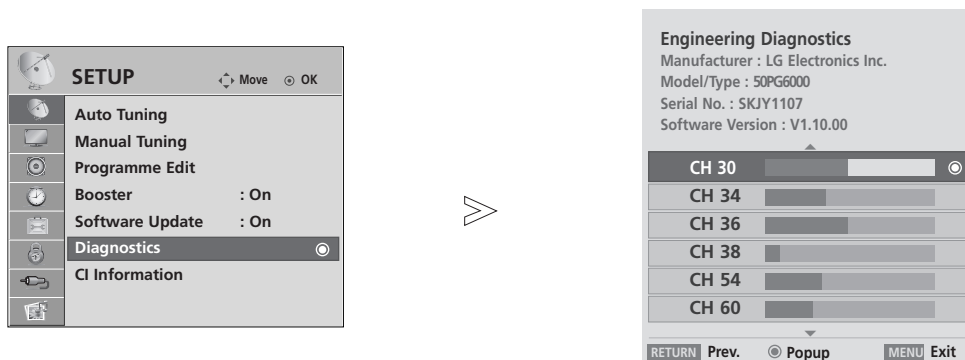 SETUP
Move OK
Auto Tuning
Manual Tuning
Programme Edit
Booster : On
Software Update : On
Diagnostics
CI Information
Engineering Diagnostics
Manufacturer : LG Electronics Inc.
Model/Type : 50PG6000
Serial No. : SKJY1107
Software Version : V1.10.00
CH 30
CH 34
CH 36
CH 38
CH 54
CH 60
RETURN Prev. Popup MENU Exit